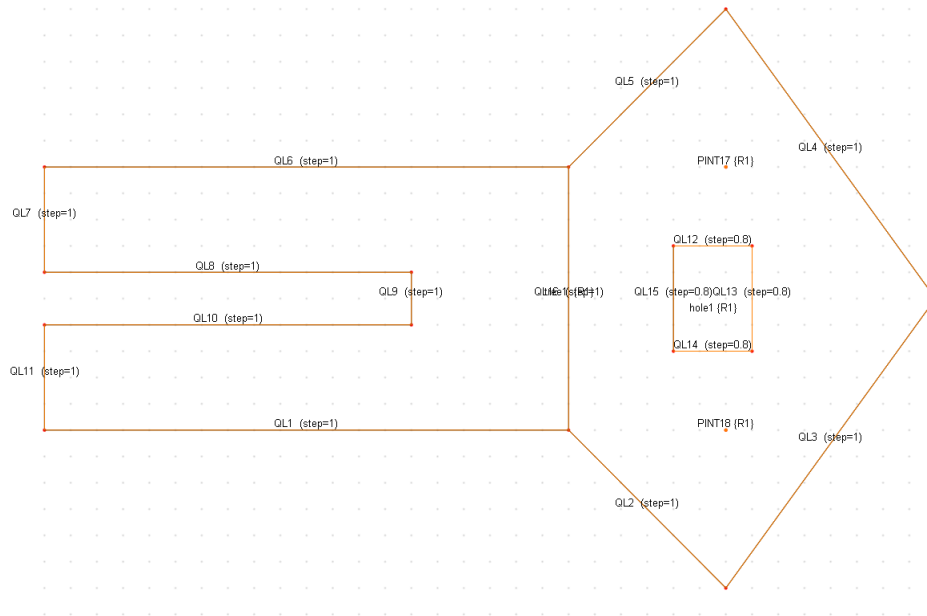 QL5 (step=1)
QL4 (step=1)
QL6 (step=1)
PINT17 {R1}
QL7 (step=1)
QL12 (step=0.8)
QL8 (step=1)
QL9 (step=1)
QL15 (step=0.8)
QL13 (step=0.8)
hole1 {R1}
QL10 (step=1)
QL14 (step=0.8)
QL11 (step=1)
QL1 (step=1)
PINT18 {R1}
QL3 (step=1)
QL2 (step=1)